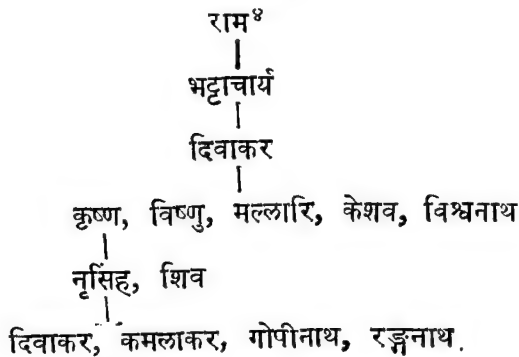 राम⁴
भट्टाचार्य
दिवाकर
कृष्ण, विष्णु, मल्लारि, केशव, विश्वनाथ
नृसिंह, शिव
दिवाकर, कमलाकर, गोपीनाथ, रङ्गनाथ.